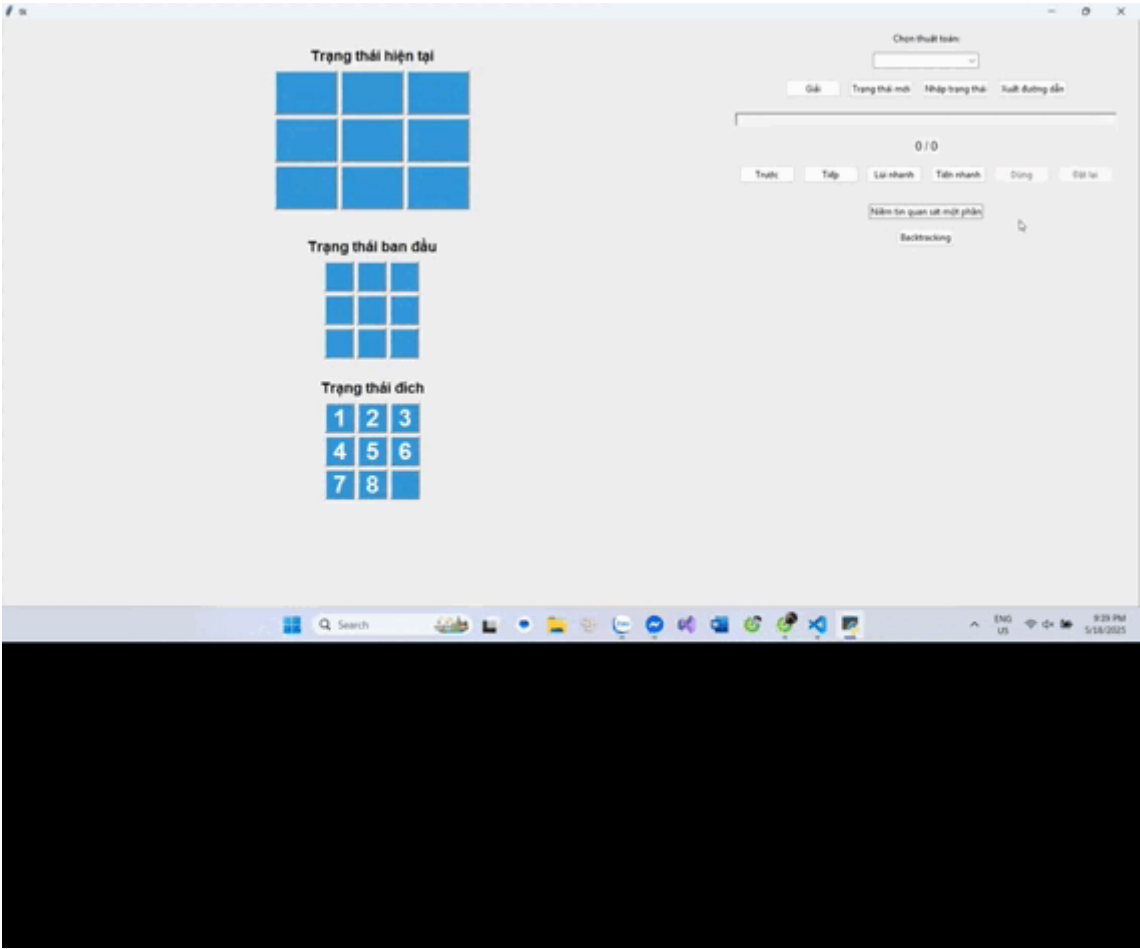 tk
Trạng thái hiện tại
Trạng thái ban đầu
Trạng thái đích
1 2 3
4 5 6
7 8
Chọn thuật toán:
Giải Trạng thái mới Nhập trạng thái Xuất đường dẫn
0 / 0
Trước Tiếp Lùi nhanh Tiến nhanh Dừng Đặt lại
Niềm tin quan sát một phần
Backtracking
Search
ENG
US
9:39 PM
5/18/2025